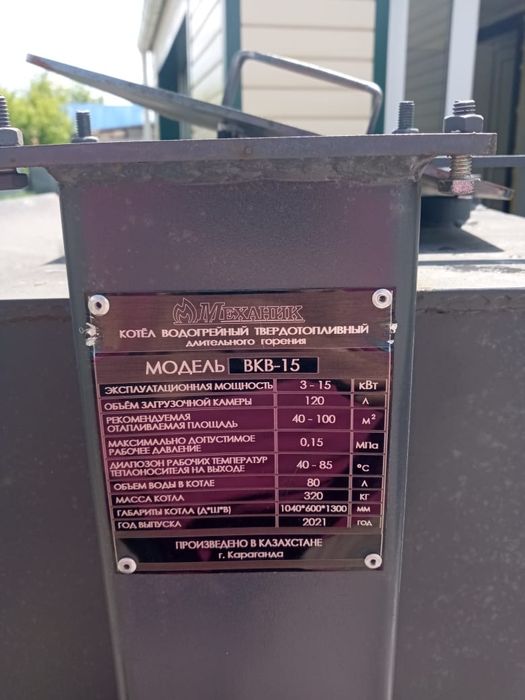 МЕХАНИК
КОТЁЛ ВОДОГРЕЙНЫЙ ТВЕРДОТОПЛИВНЫЙ
ДЛИТЕЛЬНОГО ГОРЕНИЯ
МОДЕЛЬ ВКВ-15
ЭКСПЛУАТАЦИОННАЯ МОЩНОСТЬ 3 - 15 кВт
ОБЪЁМ ЗАГРУЗОЧНОЙ КАМЕРЫ 120 Л
РЕКОМЕНДУЕМАЯ
ОТАПЛИВАЕМАЯ ПЛОЩАДЬ 40 - 100 М²
МАКСИМАЛЬНО ДОПУСТИМОЕ
РАБОЧЕЕ ДАВЛЕНИЕ 0,15 МПа
ДИАПОЗОН РАБОЧИХ ТЕМПЕРАТУР
ТЕПЛОНОСИТЕЛЯ НА ВЫХОДЕ 40 - 85 °С
ОБЪЕМ ВОДЫ В КОТЛЕ 80 Л
МАССА КОТЛА 320 КГ
ГАБАРИТЫ КОТЛА (Д*Ш*В) 1040*600*1300 ММ
ГОД ВЫПУСКА 2021 ГОД
ПРОИЗВЕДЕНО В КАЗАХСТАНЕ
г. Караганда